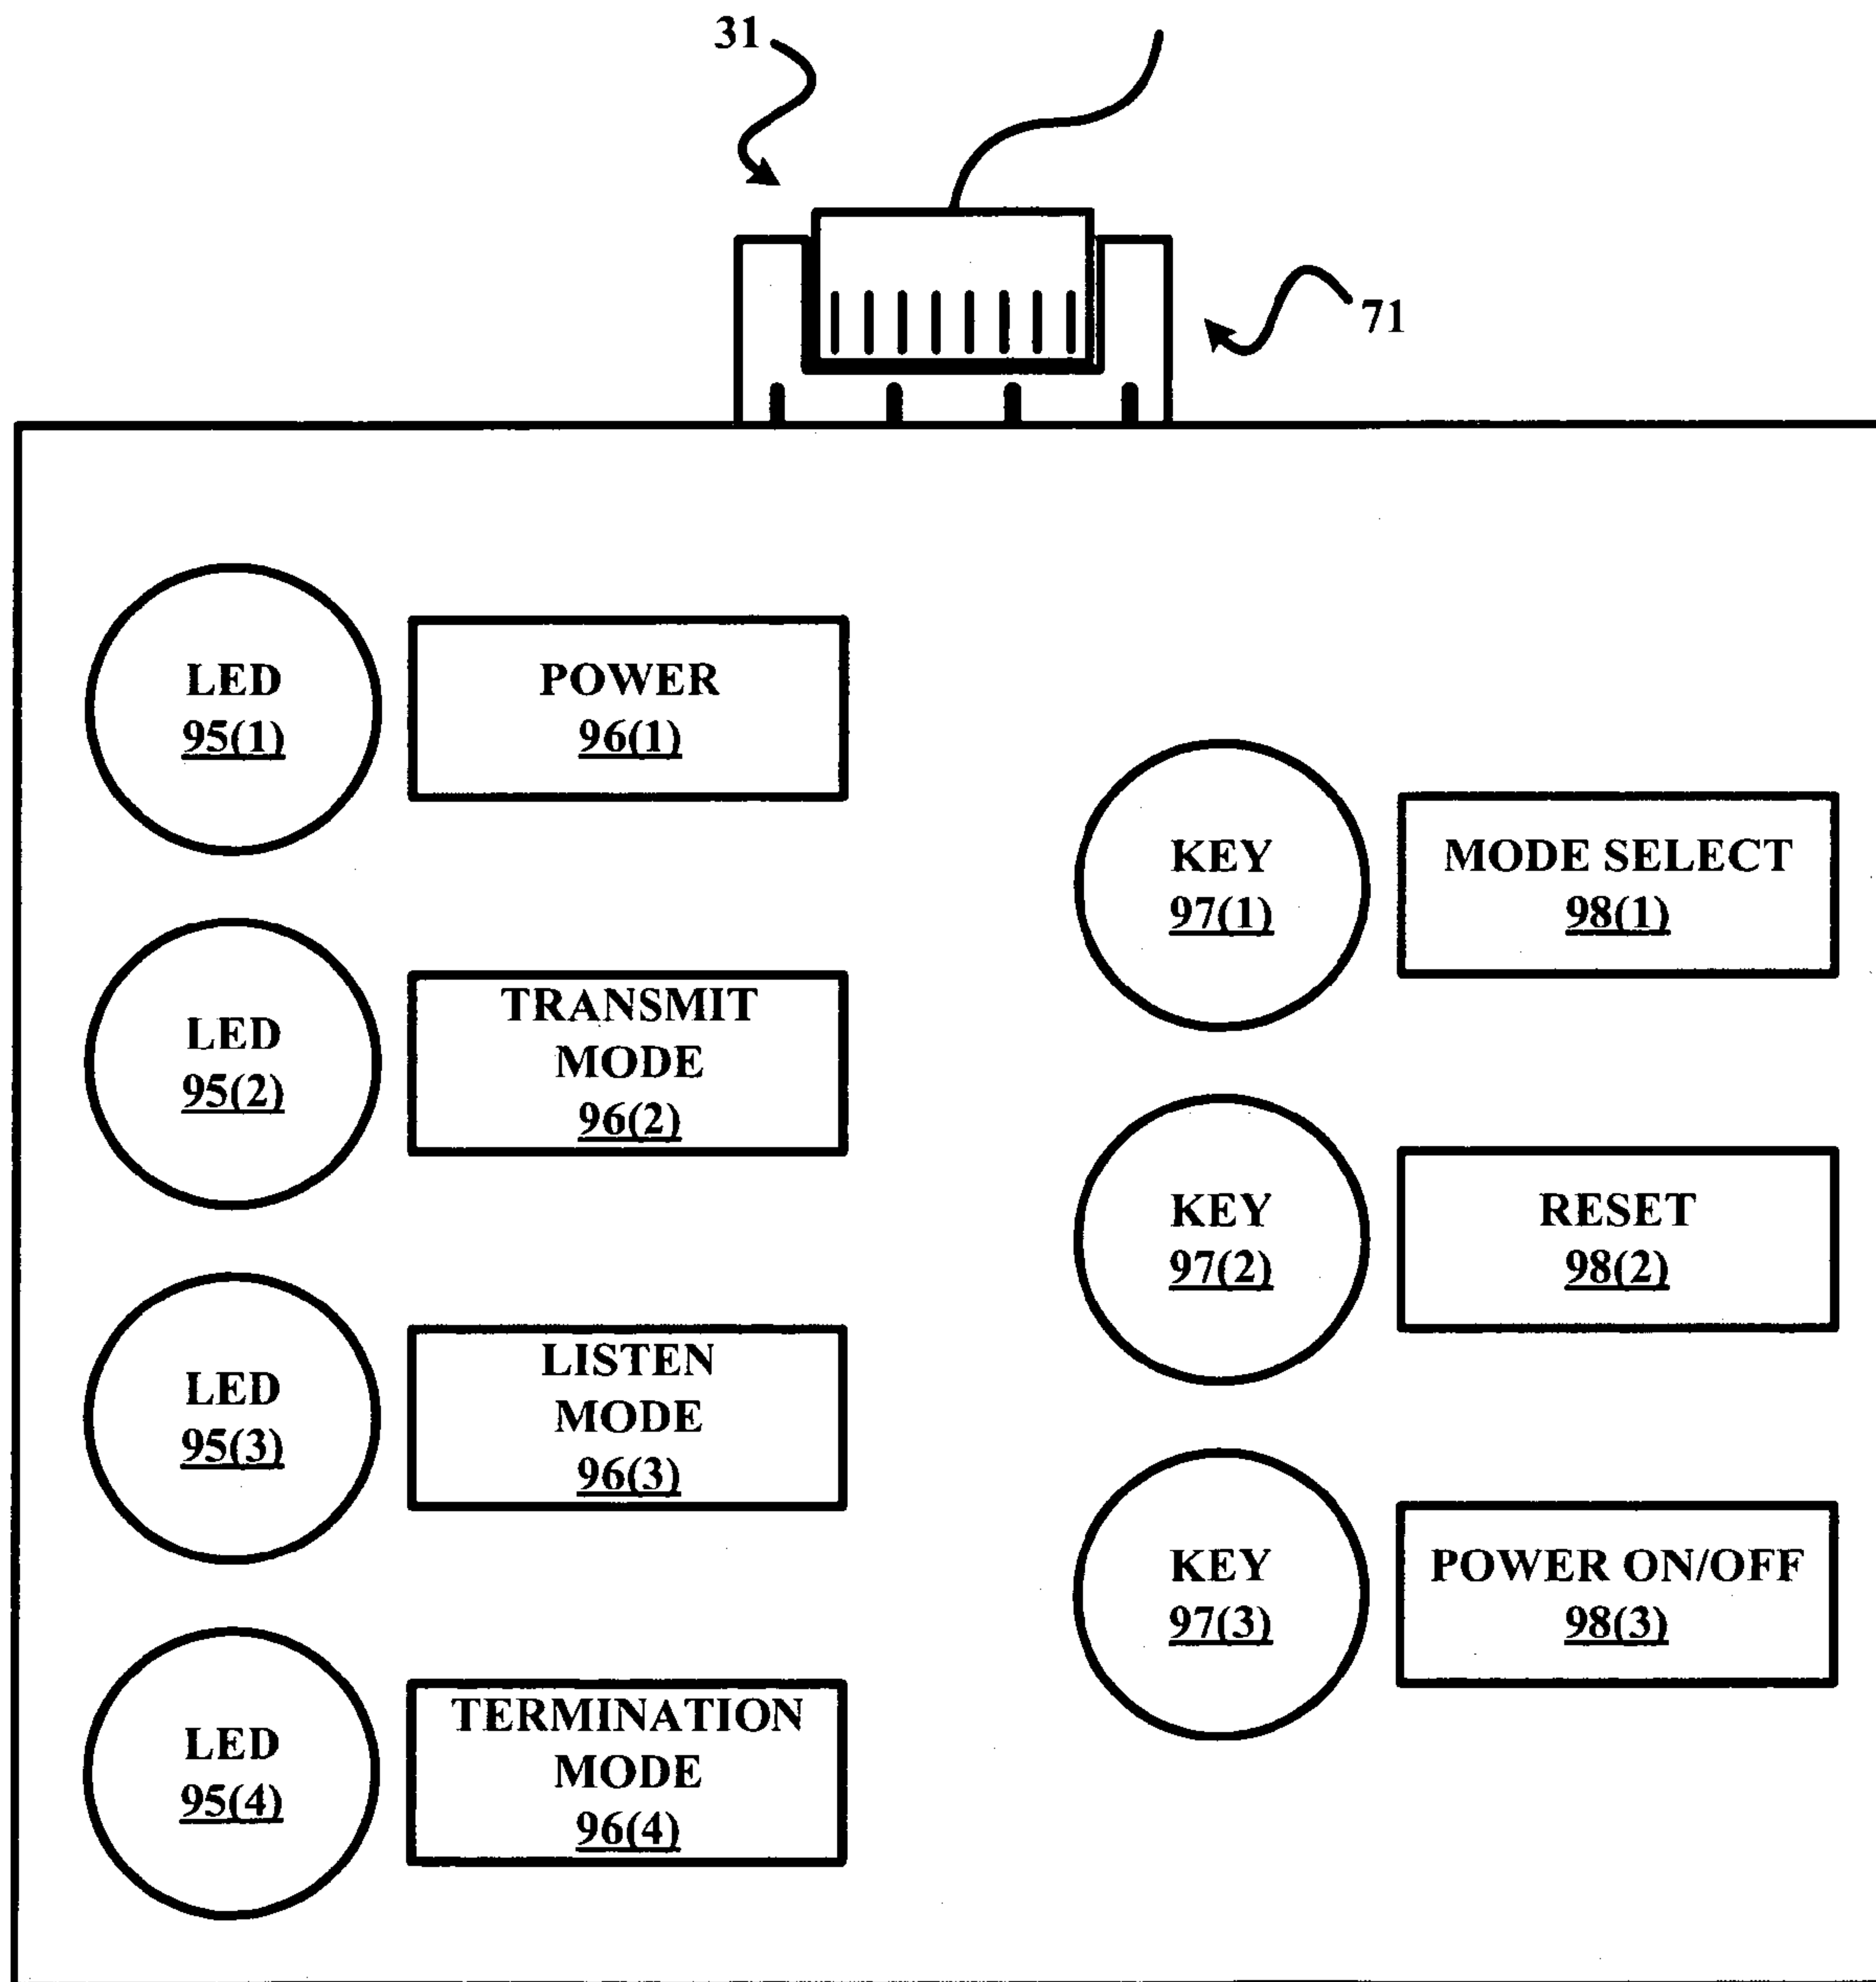 31
71
LED
95(1)
POWER
96(1)
LED
95(2)
TRANSMIT
MODE
96(2)
LED
95(3)
LISTEN
MODE
96(3)
LED
95(4)
TERMINATION
MODE
96(4)
KEY
97(1)
MODE SELECT
98(1)
KEY
97(2)
RESET
98(2)
KEY
97(3)
POWER ON/OFF
98(3)